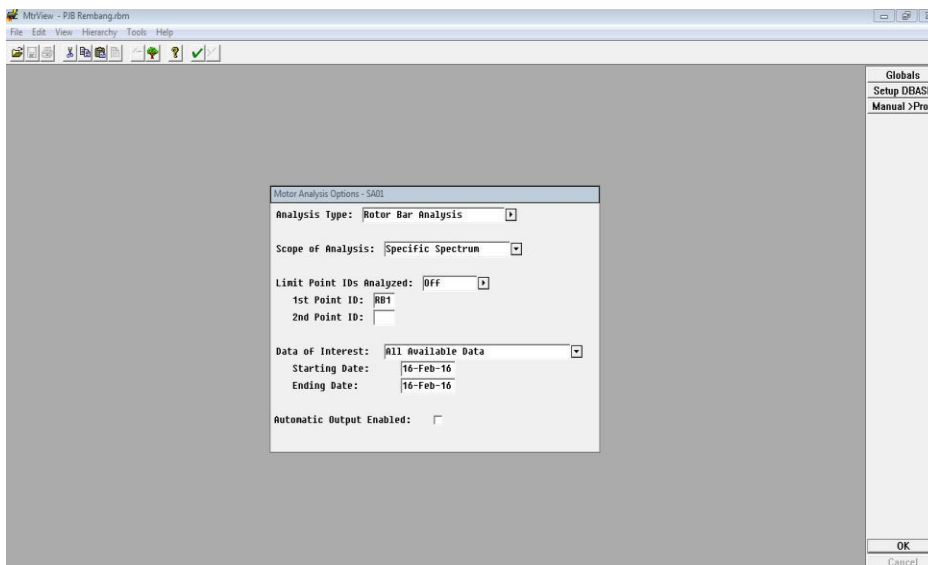 MtrView - PJB Rembang.rbm
File Edit View Hierarchy Tools Help
Globals
Setup DBAS
Manual >Pro
Motor Analysis Options - SA01
Analysis Type: Rotor Bar Analysis
Scope of Analysis: Specific Spectrum
Limit Point IDs Analyzed: Off
1st Point ID: RB1
2nd Point ID:
Data of Interest: All Available Data
Starting Date: 16-Feb-16
Ending Date: 16-Feb-16
Automatic Output Enabled:
OK
Cancel